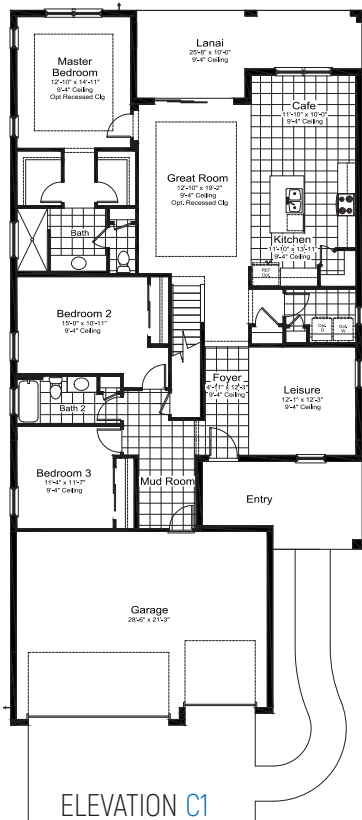 Lanai
25'-8" x 10'-0"
9'-4" Ceiling
Master
Bedroom
12'-10" x 14'-11"
9'-4" Ceiling
Opt Recessed Clg
Cafe
11'-10" x 10'-0"
9'-4" Ceiling
Great Room
12'-10" x 19'-2"
9'-4" Ceiling
Opt. Recessed Clg
Bath
Kitchen
11'-10" x 13'-11"
9'-4" Ceiling
REF
Opt.
Bedroom 2
15'-0" x 10'-11"
9'-4" Ceiling
Opt.
D
Opt.
W
Foyer
4'-11" x 12'-3"
9'-4" Ceiling
Leisure
12'-1" x 12'-3"
9'-4" Ceiling
Bath 2
Bedroom 3
11'-4" x 11'-7"
9'-4" Ceiling
Mud Room
Entry
Garage
28'-6" x 21'-3"
ELEVATION C1